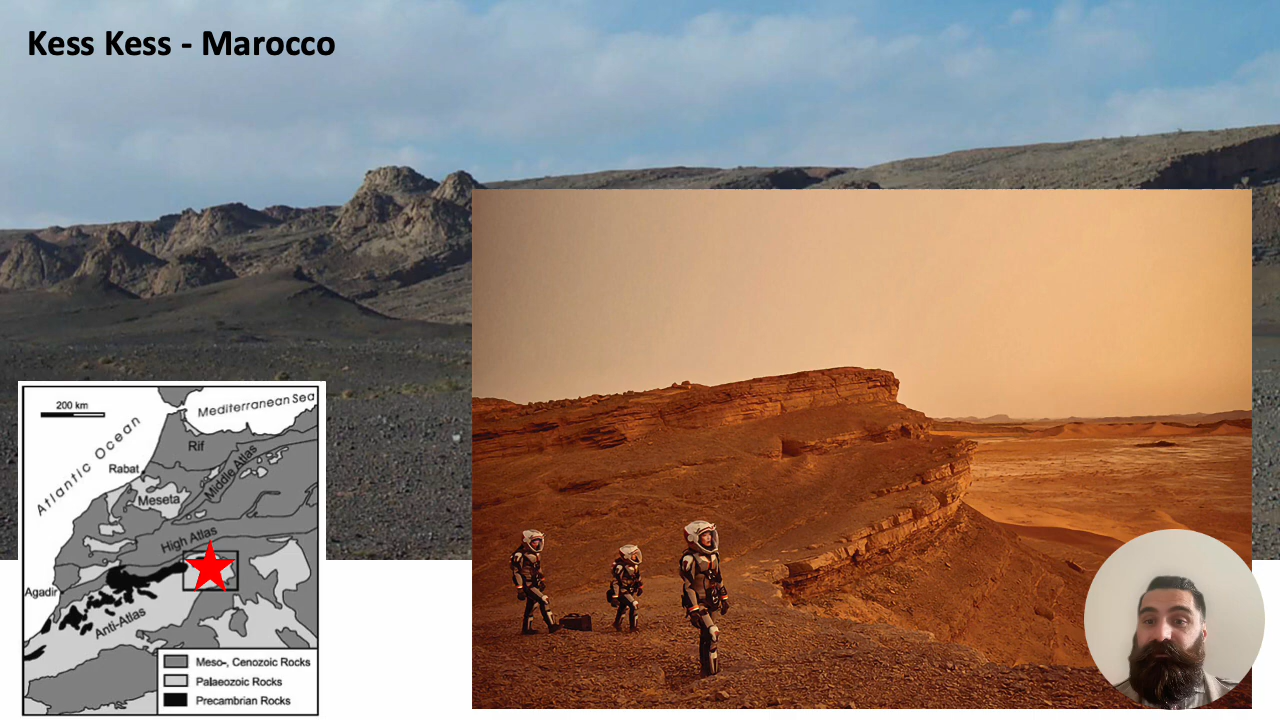 Kess Kess - Marocco
200 km
Mediterranean Sea
Atlantic Ocean
Rif
Rabat
Middle Atlas
Meseta
High Atlas
Agadir
Anti-Atlas
Meso-, Cenozoic Rocks
Palaeozoic Rocks
Precambrian Rocks